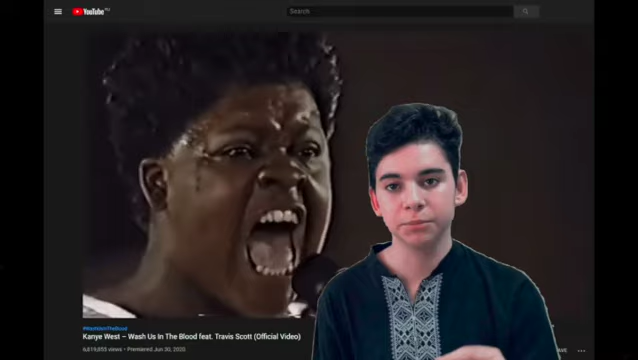 YouTube
Search
#WashUsInTheBlood
Kanye West – Wash Us In The Blood feat. Travis Scott (Official Video)
views • Premiered Jun 30, 2020